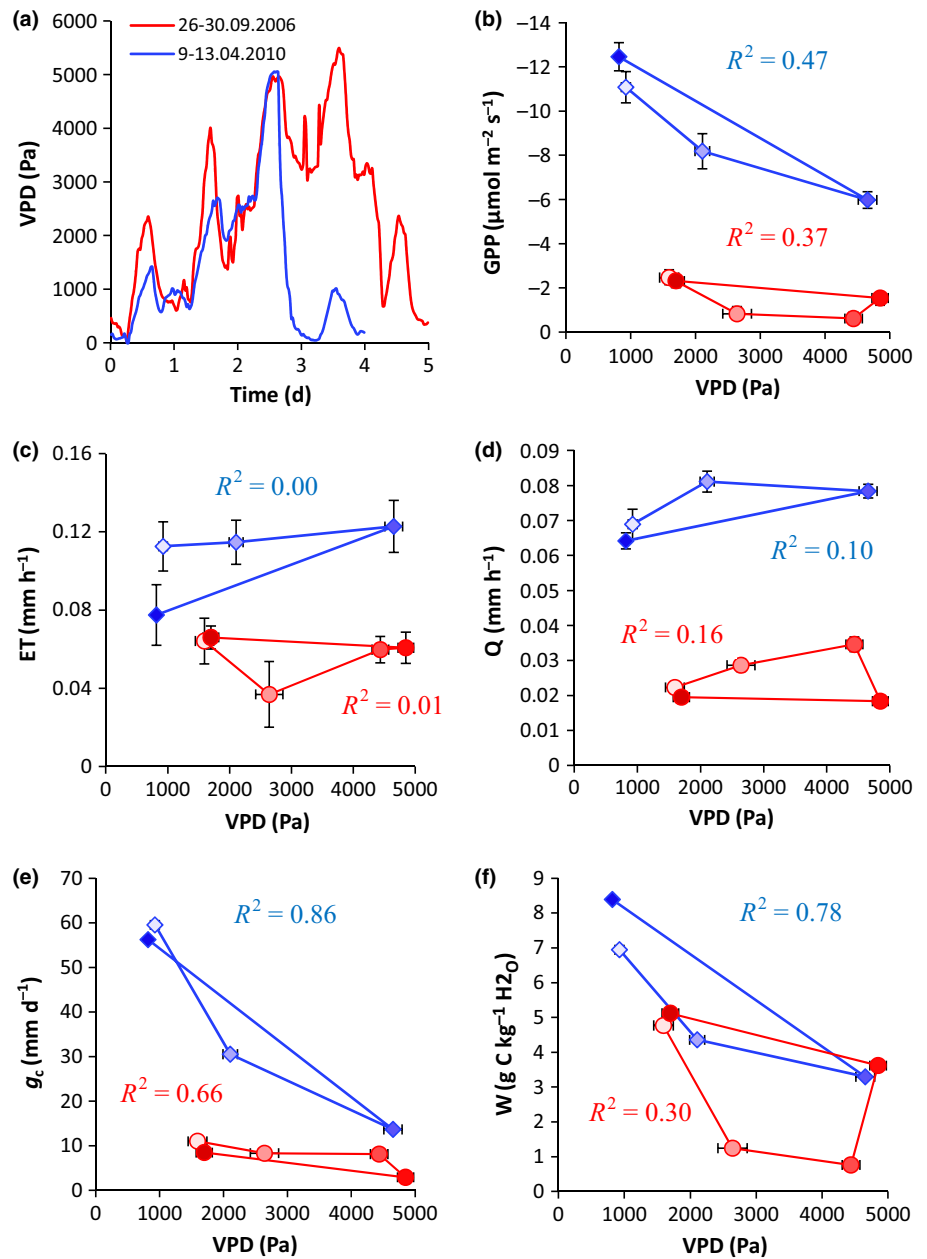 (a)
6000
5000
4000
3000
2000
1000
0
VPD (Pa)
26-30.09.2006
9-13.04.2010
0 1 2 3 4 5
Time (d)
(b)
–14
–12
–10
–8
–6
–4
–2
0
GPP (µmol m⁻² s⁻¹)
R² = 0.47
R² = 0.37
0 1000 2000 3000 4000 5000
VPD (Pa)
(c)
0.16
0.12
0.08
0.04
0
ET (mm h⁻¹)
R² = 0.00
R² = 0.01
0 1000 2000 3000 4000 5000
VPD (Pa)
(d)
0.09
0.08
0.07
0.06
0.05
0.04
0.03
0.02
0.01
0.00
Q (mm h⁻¹)
R² = 0.10
R² = 0.16
0 1000 2000 3000 4000 5000
VPD (Pa)
(e)
70
60
50
40
30
20
10
0
gc (mm d⁻¹)
R² = 0.86
R² = 0.66
0 1000 2000 3000 4000 5000
VPD (Pa)
(f)
9
8
7
6
5
4
3
2
1
0
W (g C kg⁻¹ H2O)
R² = 0.78
R² = 0.30
0 1000 2000 3000 4000 5000
VPD (Pa)